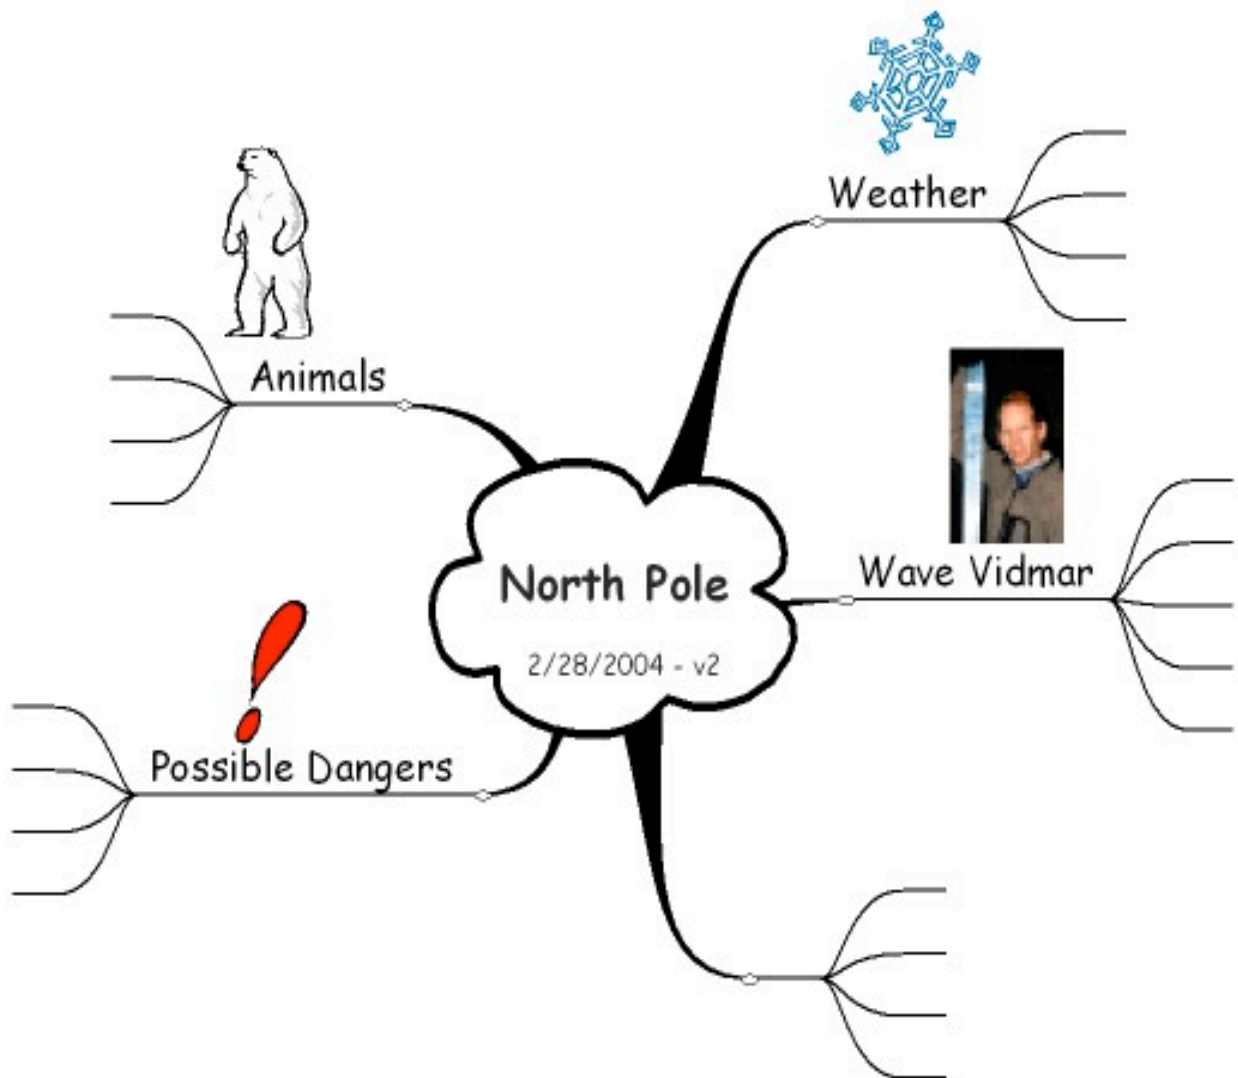 Weather
Animals
Wave Vidmar
North Pole
2/28/2004 - v2
Possible Dangers